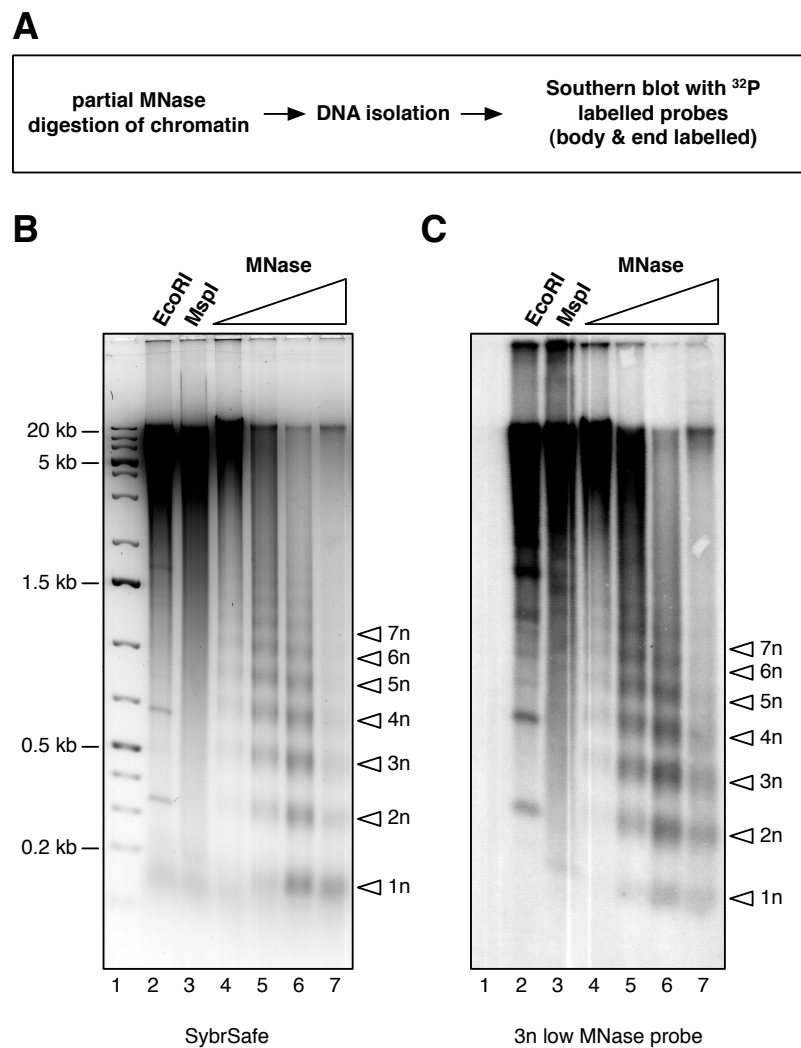 A
partial MNase
digestion of chromatin
DNA isolation
Southern blot with ³²P
labelled probes
(body & end labelled)
B
EcoRI
MspI
MNase
20 kb
5 kb
1.5 kb
0.5 kb
0.2 kb
7n
6n
5n
4n
3n
2n
1n
1 2 3 4 5 6 7
SybrSafe
C
EcoRI
MspI
MNase
7n
6n
5n
4n
3n
2n
1n
1 2 3 4 5 6 7
3n low MNase probe